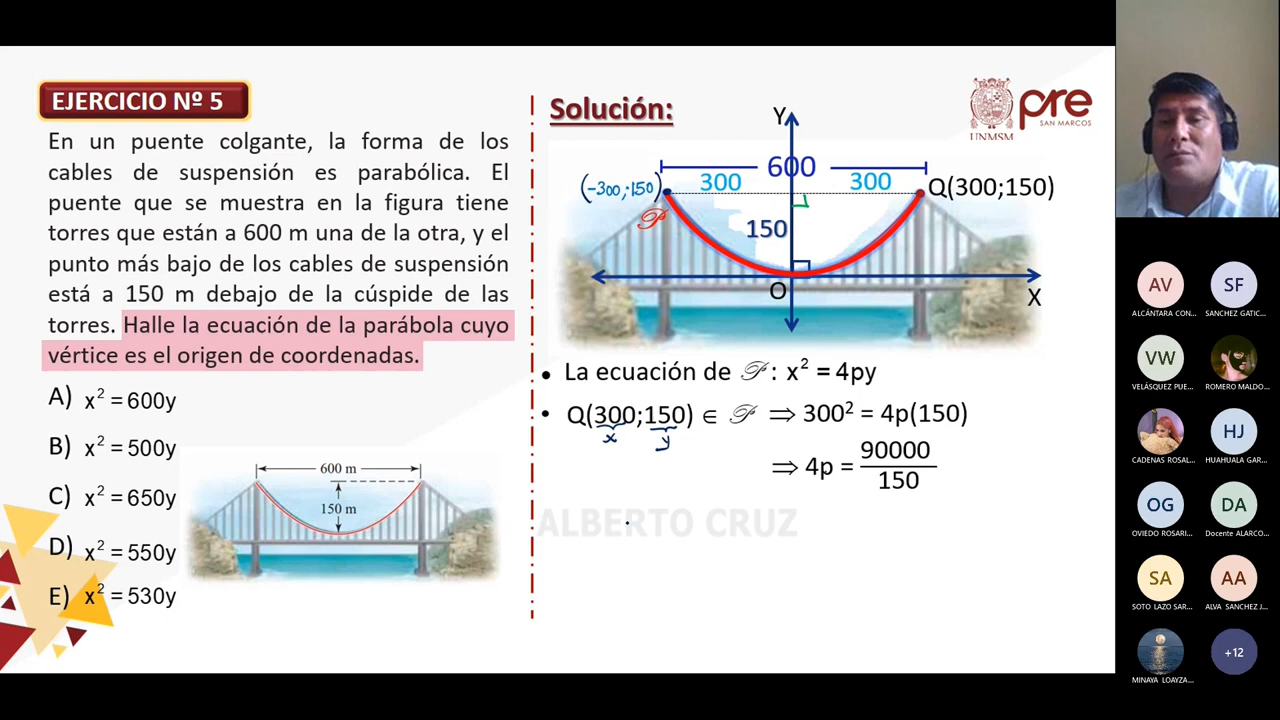 EJERCICIO Nº 5
En un puente colgante, la forma de los
cables de suspensión es parabólica. El
puente que se muestra en la figura tiene
torres que están a 600 m una de la otra, y el
punto más bajo de los cables de suspensión
está a 150 m debajo de la cúspide de las
torres. Halle la ecuación de la parábola cuyo
vértice es el origen de coordenadas.
A) x² = 600y
B) x² = 500y
C) x² = 650y
D) x² = 550y
E) x² = 530y
600 m
150 m
Solución:
UNMSM
pre
SAN MARCOS
Y
600
300
300
(-300;150)
Q(300;150)
𝒫
150
O
X
• La ecuación de 𝒫 : x² = 4py
• Q(300;150) ∈ 𝒫 ⇒ 300² = 4p(150)
x
y
⇒ 4p = 90000/150
ALBERTO CRUZ
AV
ALCÁNTARA CON...
SF
SANCHEZ GATIC...
VW
VELÁSQUEZ PUE...
ROMERO MALDO...
CADENAS ROSAL...
HJ
HUAHUALA GAR...
OG
OVIEDO ROSARI...
DA
Docente ALARCO...
SA
SOTO LAZO SAR...
AA
ALVA SANCHEZ J...
MINAYA LOAYZA...
+12